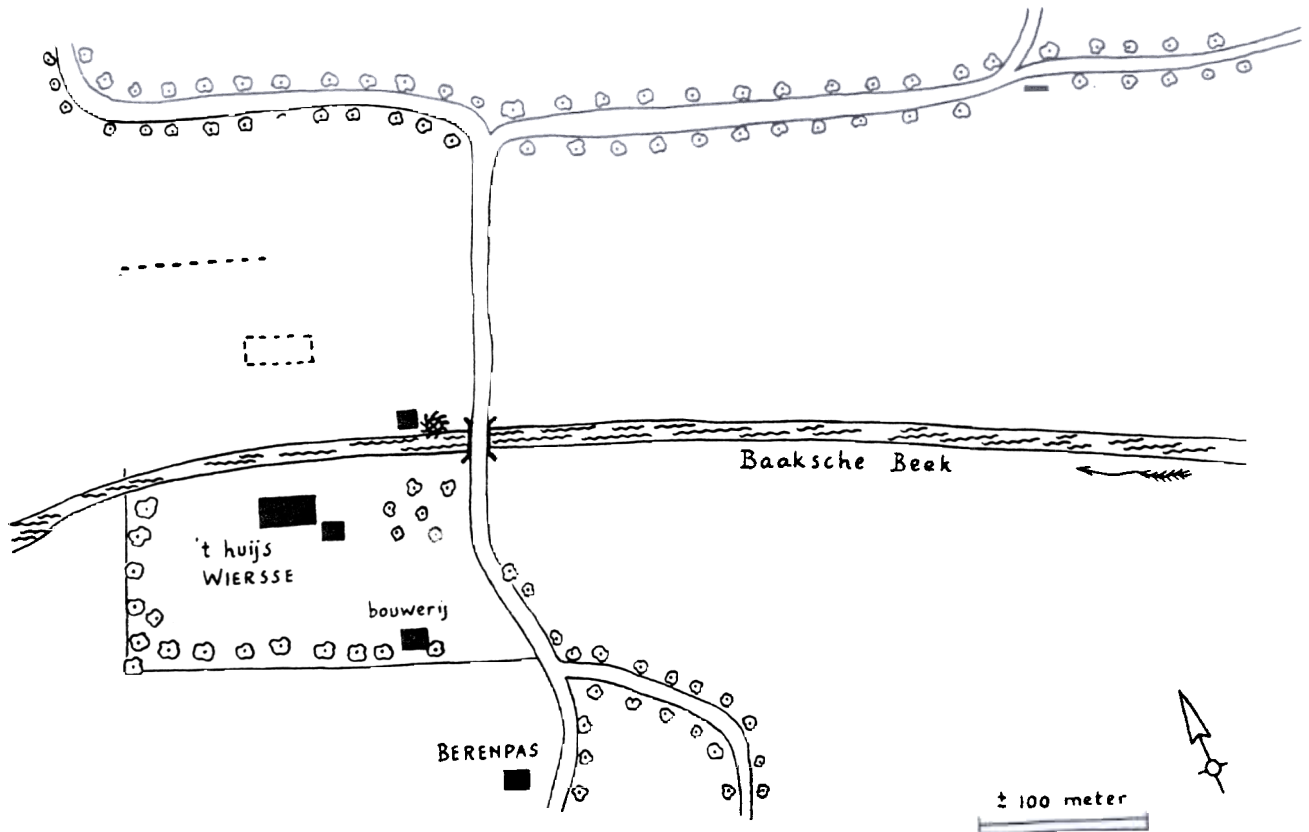 Baaksche Beek
't huijs
WIERSSE
bouwerij
BERENPAS
± 100 meter